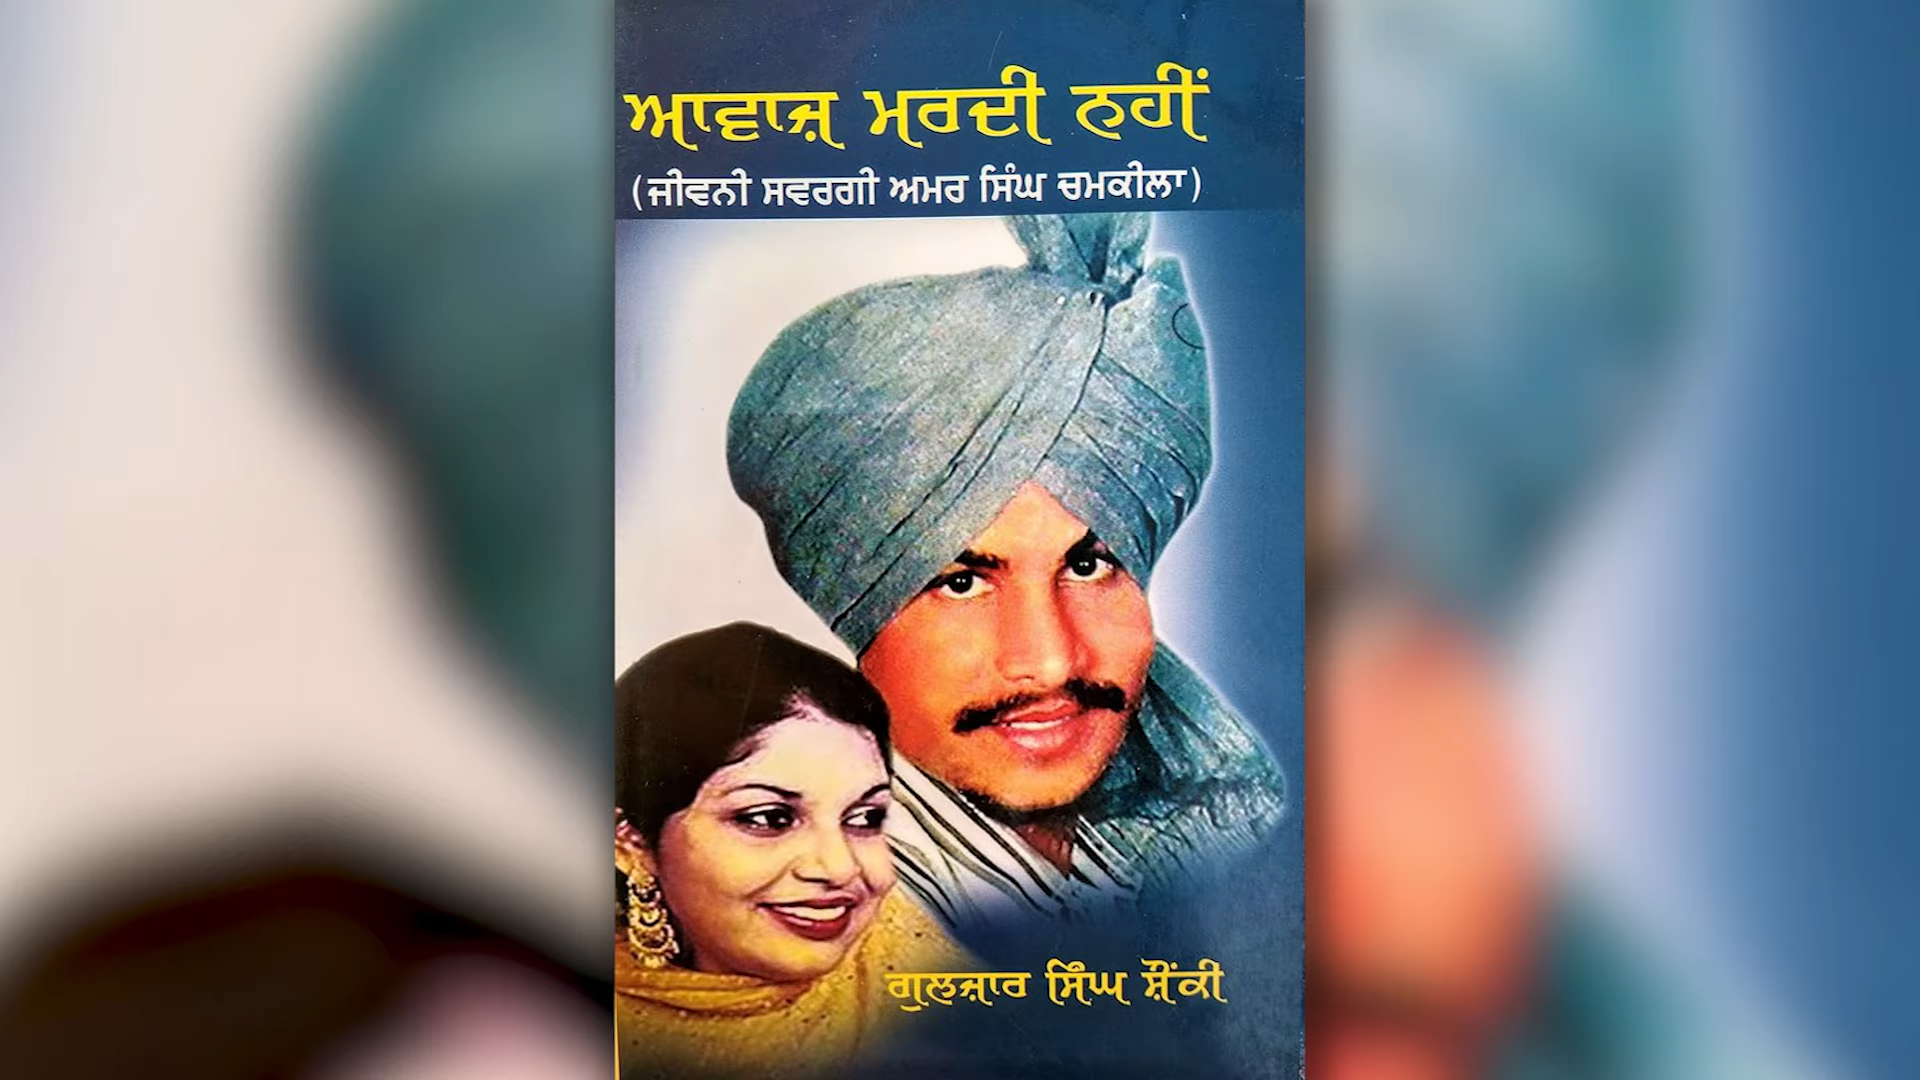 ਆਵਾਜ਼ ਮਰਦੀ ਨਹੀਂ
(ਜੀਵਨੀ ਸਵਰਗੀ ਅਮਰ ਸਿੰਘ ਚਮਕੀਲਾ)
ਗੁਲਜ਼ਾਰ ਸਿੰਘ ਸ਼ੌਂਕੀ